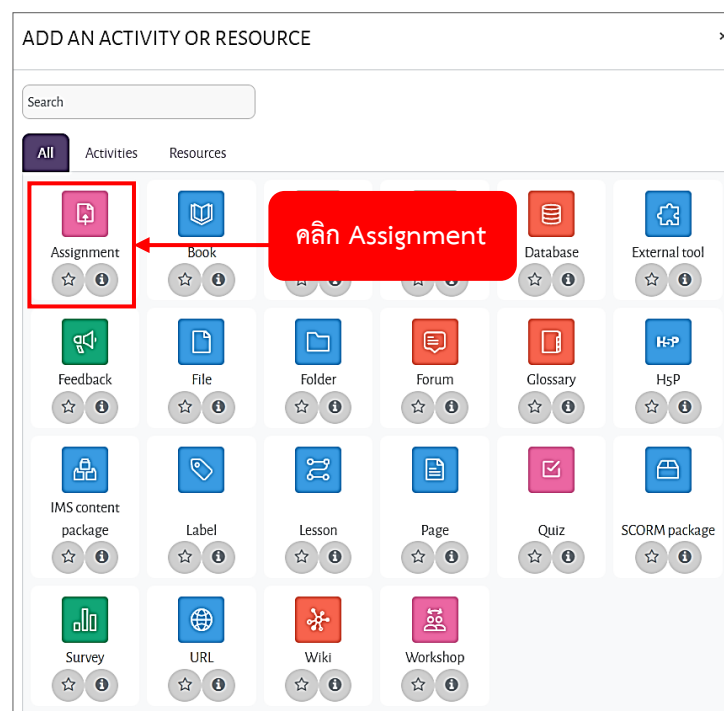 ADD AN ACTIVITY OR RESOURCE
×
Search
All Activities Resources
คลิก Assignment
Assignment Book Database External tool
Feedback File Folder Forum Glossary H5P
H-5P
IMS content
package Label Lesson Page Quiz SCORM package
Survey URL Wiki Workshop